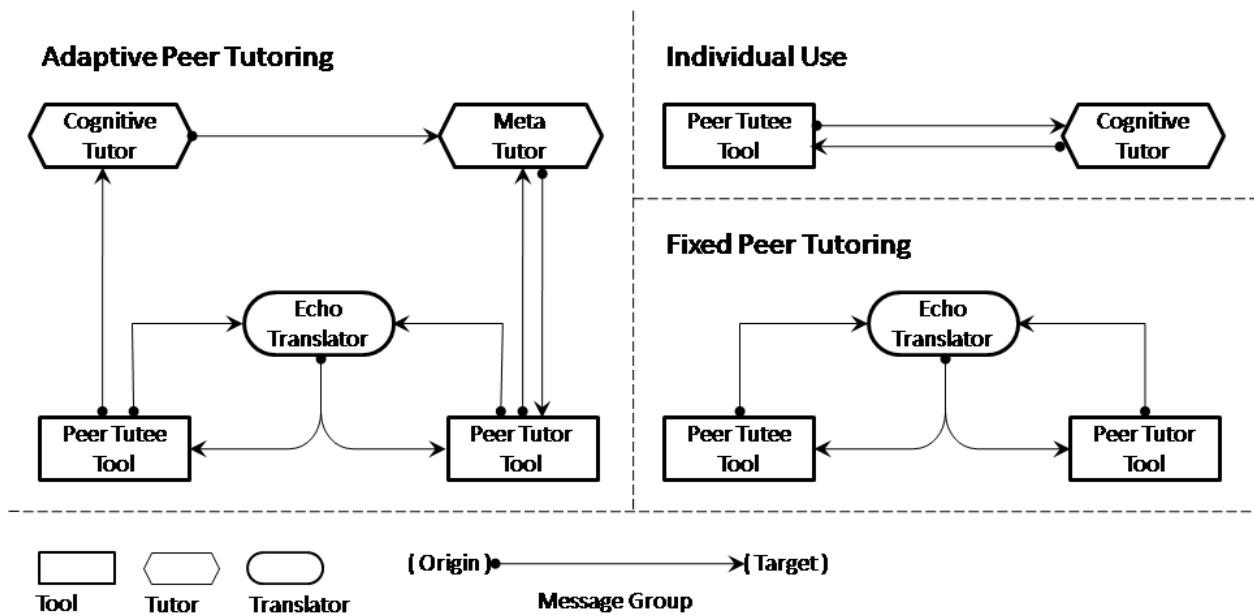 Adaptive Peer Tutoring
Cognitive
Tutor
Meta
Tutor
Echo
Translator
Peer Tutee
Tool
Peer Tutor
Tool
Individual Use
Peer Tutee
Tool
Cognitive
Tutor
Fixed Peer Tutoring
Echo
Translator
Peer Tutee
Tool
Peer Tutor
Tool
Tool
Tutor
Translator
( Origin )
( Target )
Message Group